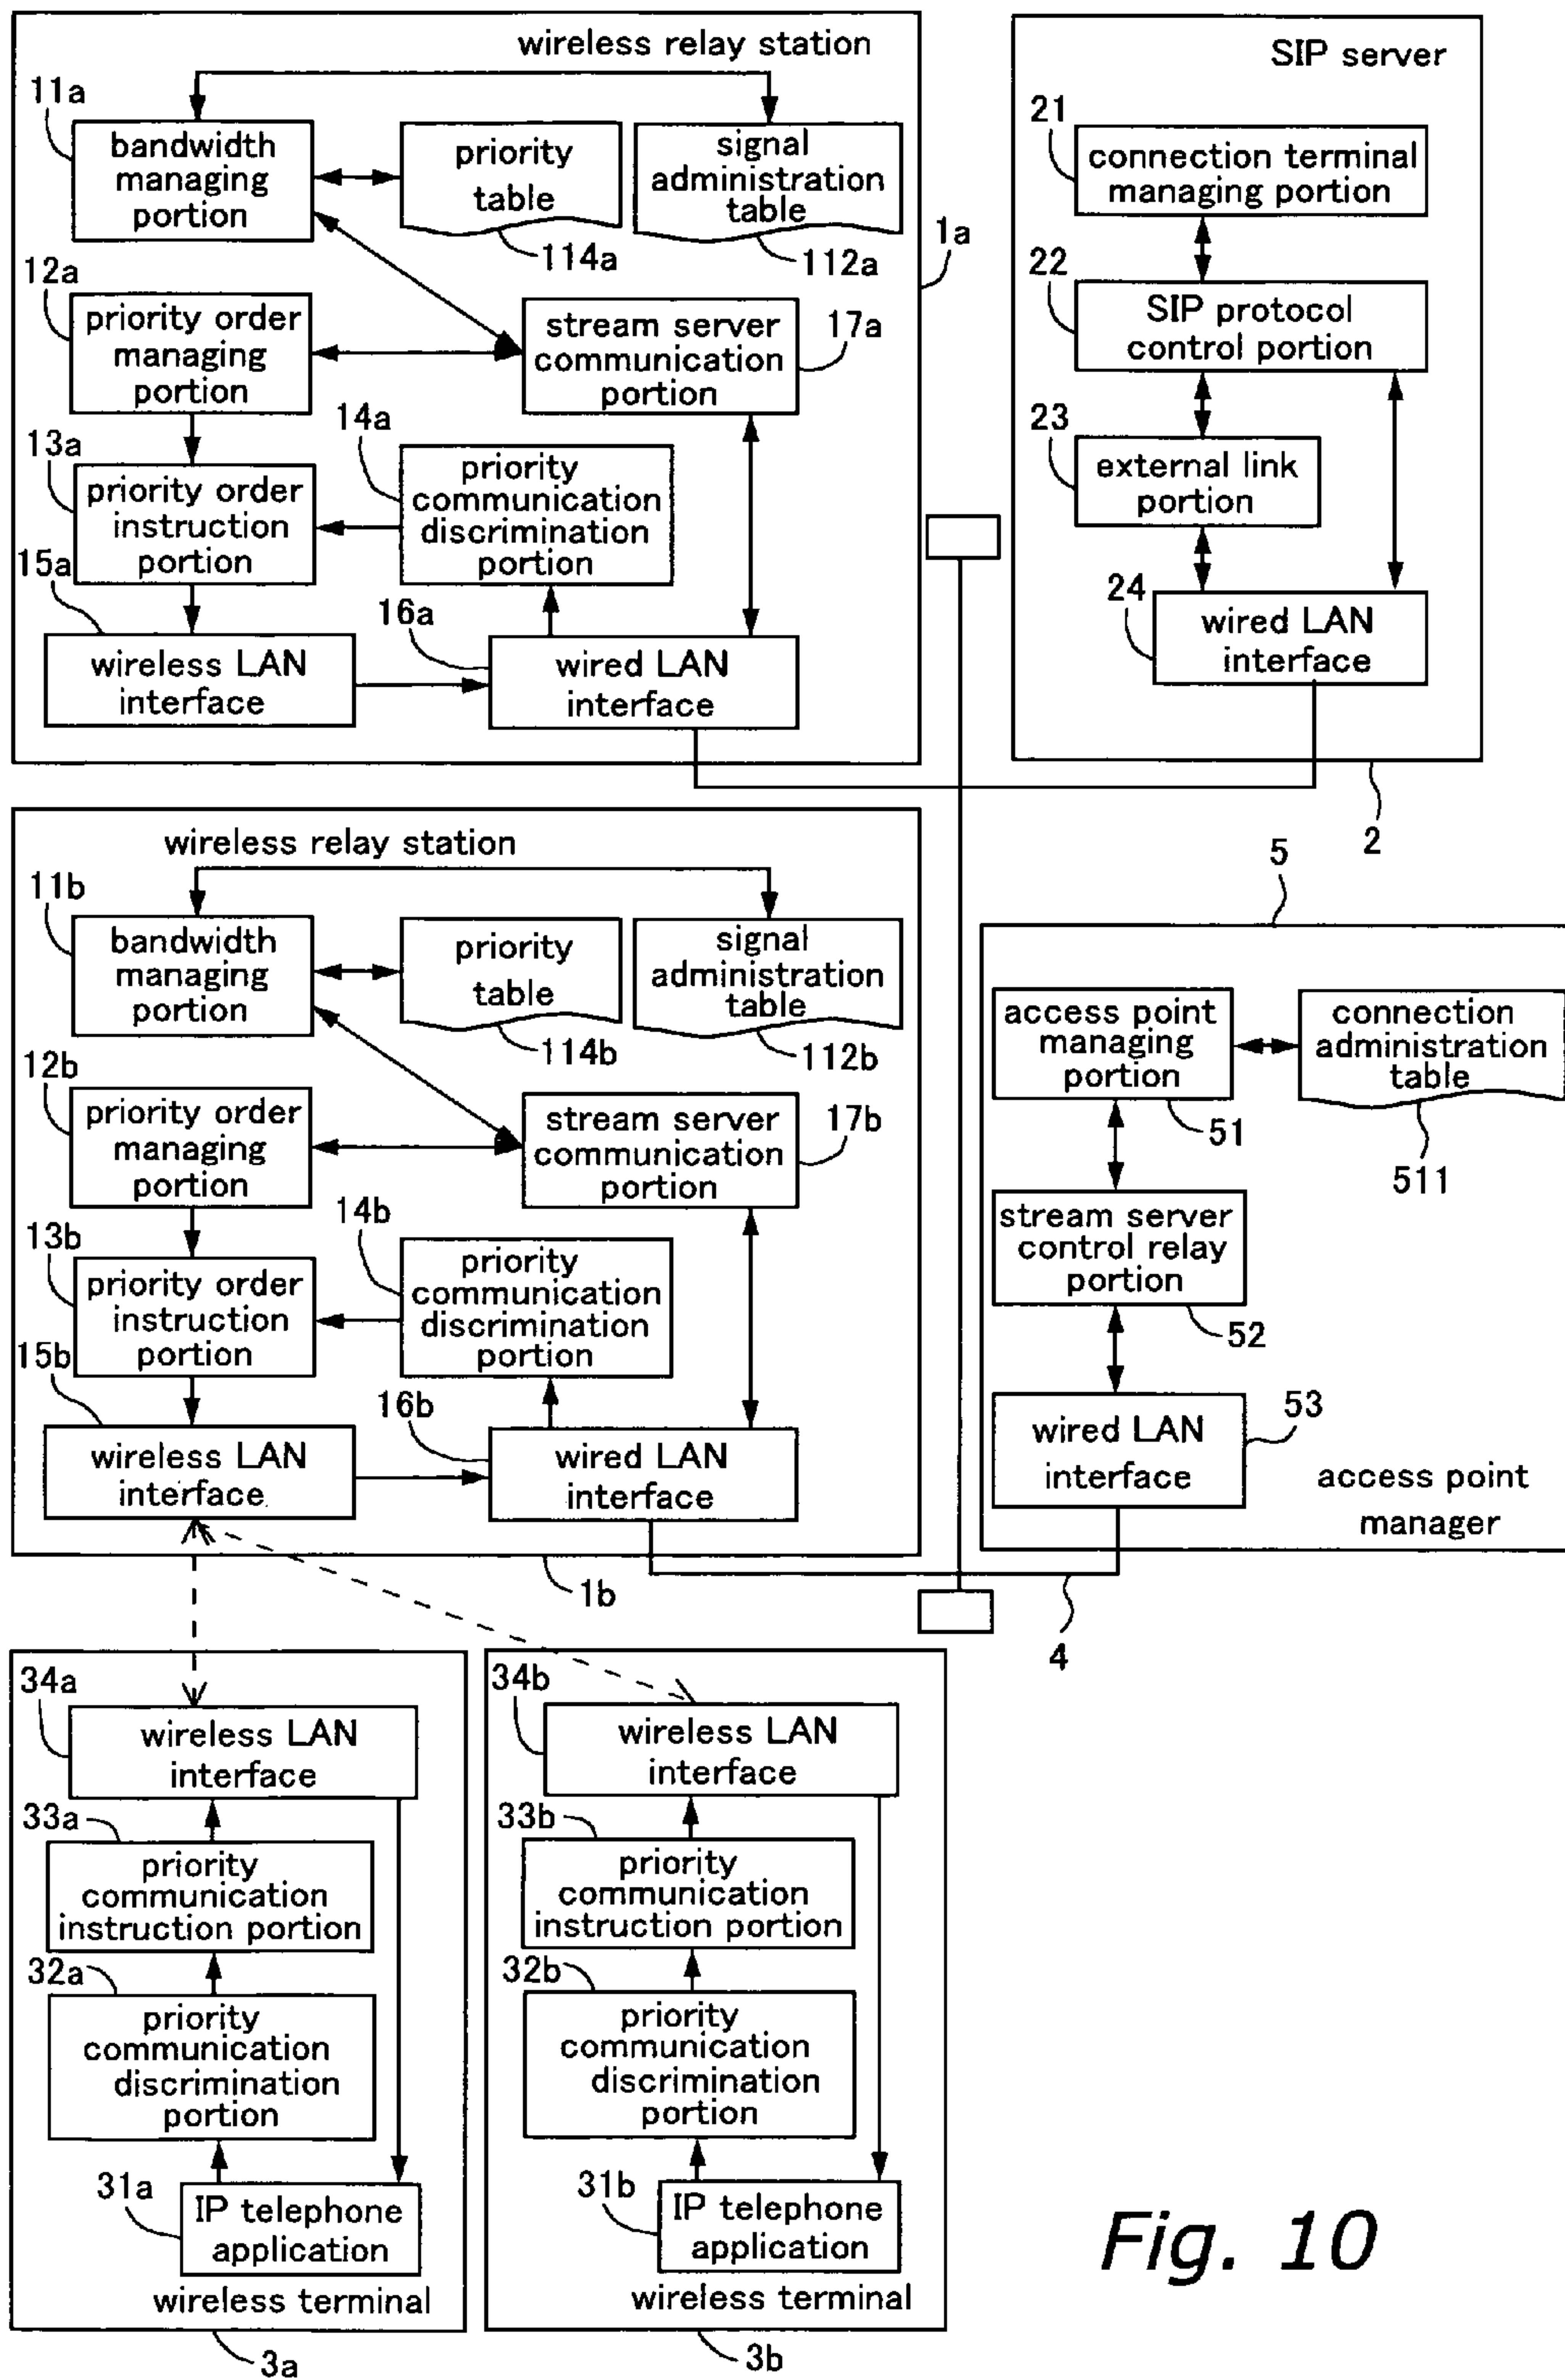 wireless relay station
11a
bandwidth
managing
portion
priority
table
114a
signal
administration
table
112a
1a
12a
priority order
managing
portion
stream server
communication
portion
17a
13a
priority order
instruction
portion
14a
priority
communication
discrimination
portion
15a
wireless LAN
interface
16a
wired LAN
interface
SIP server
21
connection terminal
managing portion
22
SIP protocol
control portion
23
external link
portion
24
wired LAN
interface
2
wireless relay station
11b
bandwidth
managing
portion
priority
table
114b
signal
administration
table
112b
12b
priority order
managing
portion
stream server
communication
portion
17b
13b
priority order
instruction
portion
14b
priority
communication
discrimination
portion
15b
wireless LAN
interface
16b
wired LAN
interface
1b
5
access point
managing
portion
51
connection
administration
table
511
stream server
control relay
portion
52
wired LAN
interface
53
access point
manager
4
34a
wireless LAN
interface
33a
priority
communication
instruction portion
32a
priority
communication
discrimination
portion
31a
IP telephone
application
wireless terminal
3a
34b
wireless LAN
interface
33b
priority
communication
instruction portion
32b
priority
communication
discrimination
portion
31b
IP telephone
application
wireless terminal
3b
Fig. 10